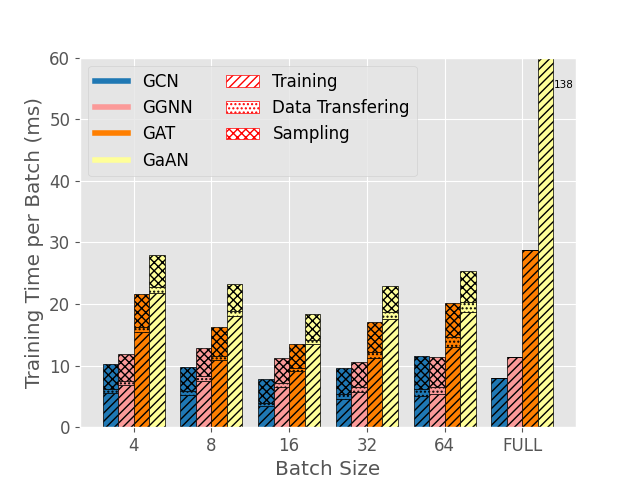 Training Time per Batch (ms)
60
50
40
30
20
10
0
GCN
GGNN
GAT
GaAN
Training
Data Transfering
Sampling
138
4 8 16 32 64 FULL
Batch Size